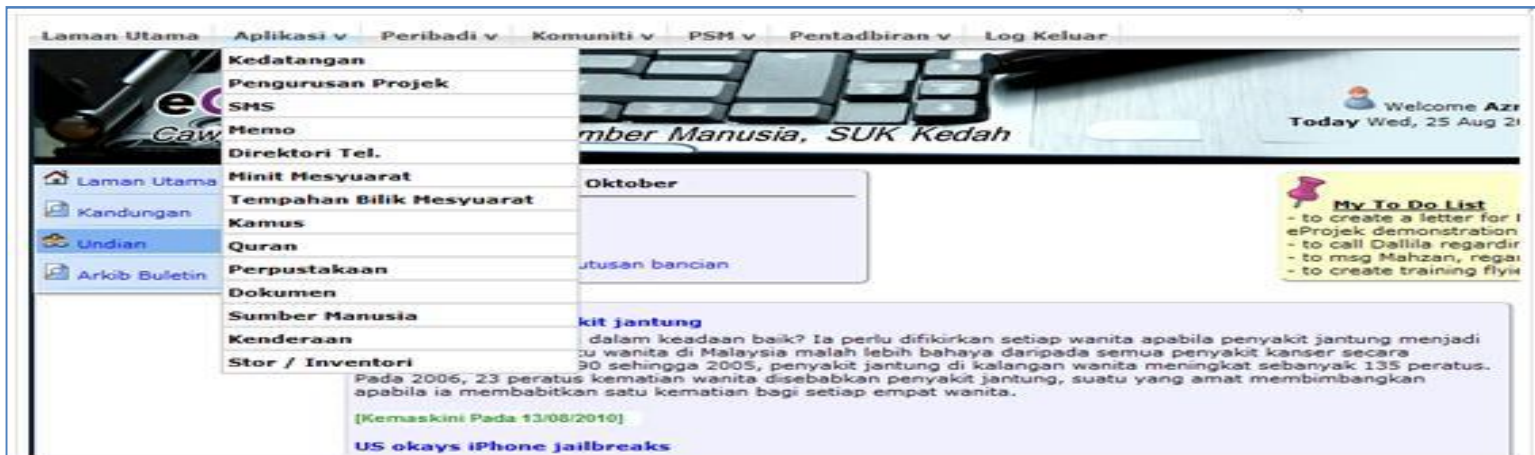 Laman Utama Aplikasi v Peribadi v Komuniti v PSM v Pentadbiran v Log Keluar
Kedatangan
Pengurusan Projek
SMS
Memo
Direktori Tel.
Minit Mesyuarat
Tempahan Bilik Mesyuarat
Kamus
Quran
Perpustakaan
Dokumen
Sumber Manusia
Kenderaan
Stor / Inventori
Manusia, SUK Kedah
Welcome Azr
Today Wed, 25 Aug 2
Laman Utama
Kandungan
Undian
Arkib Buletin
Oktober
bancian
My To Do List
- to create a letter for
eProjek demonstration
- to call Dallila regardin
- to msg Mahzan, regar
- to create training flyie
kit jantung
dalam keadaan baik? Ia perlu difikirkan setiap wanita apabila penyakit jantung menjadi
wanita di Malaysia malah lebih bahaya daripada semua penyakit kanser secara
90 sehingga 2005, penyakit jantung di kalangan wanita meningkat sebanyak 135 peratus.
Pada 2006, 23 peratus kematian wanita disebabkan penyakit jantung, suatu yang amat membimbangkan
apabila ia membabitkan satu kematian bagi setiap empat wanita.
[Kemaskini Pada 13/08/2010]
US okays iPhone jailbreaks